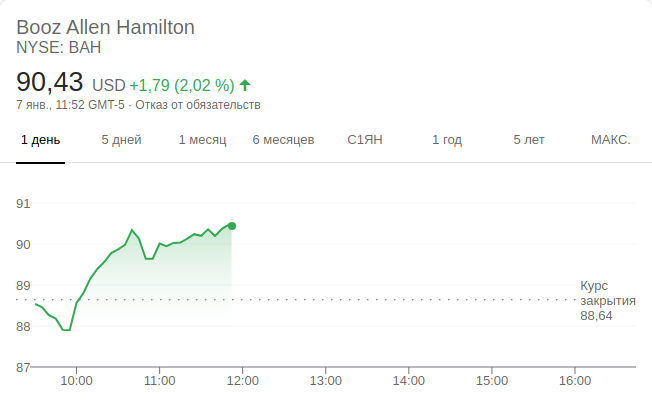 Booz Allen Hamilton
NYSE: BAH
90,43 USD +1,79 (2,02 %)
7 янв., 11:52 GMT-5 · Отказ от обязательств
1 день 5 дней 1 месяц 6 месяцев С1ЯН 1 год 5 лет МАКС.
91
90
89
Курс
закрытия
88,64
88
87
10:00 11:00 12:00 13:00 14:00 15:00 16:00